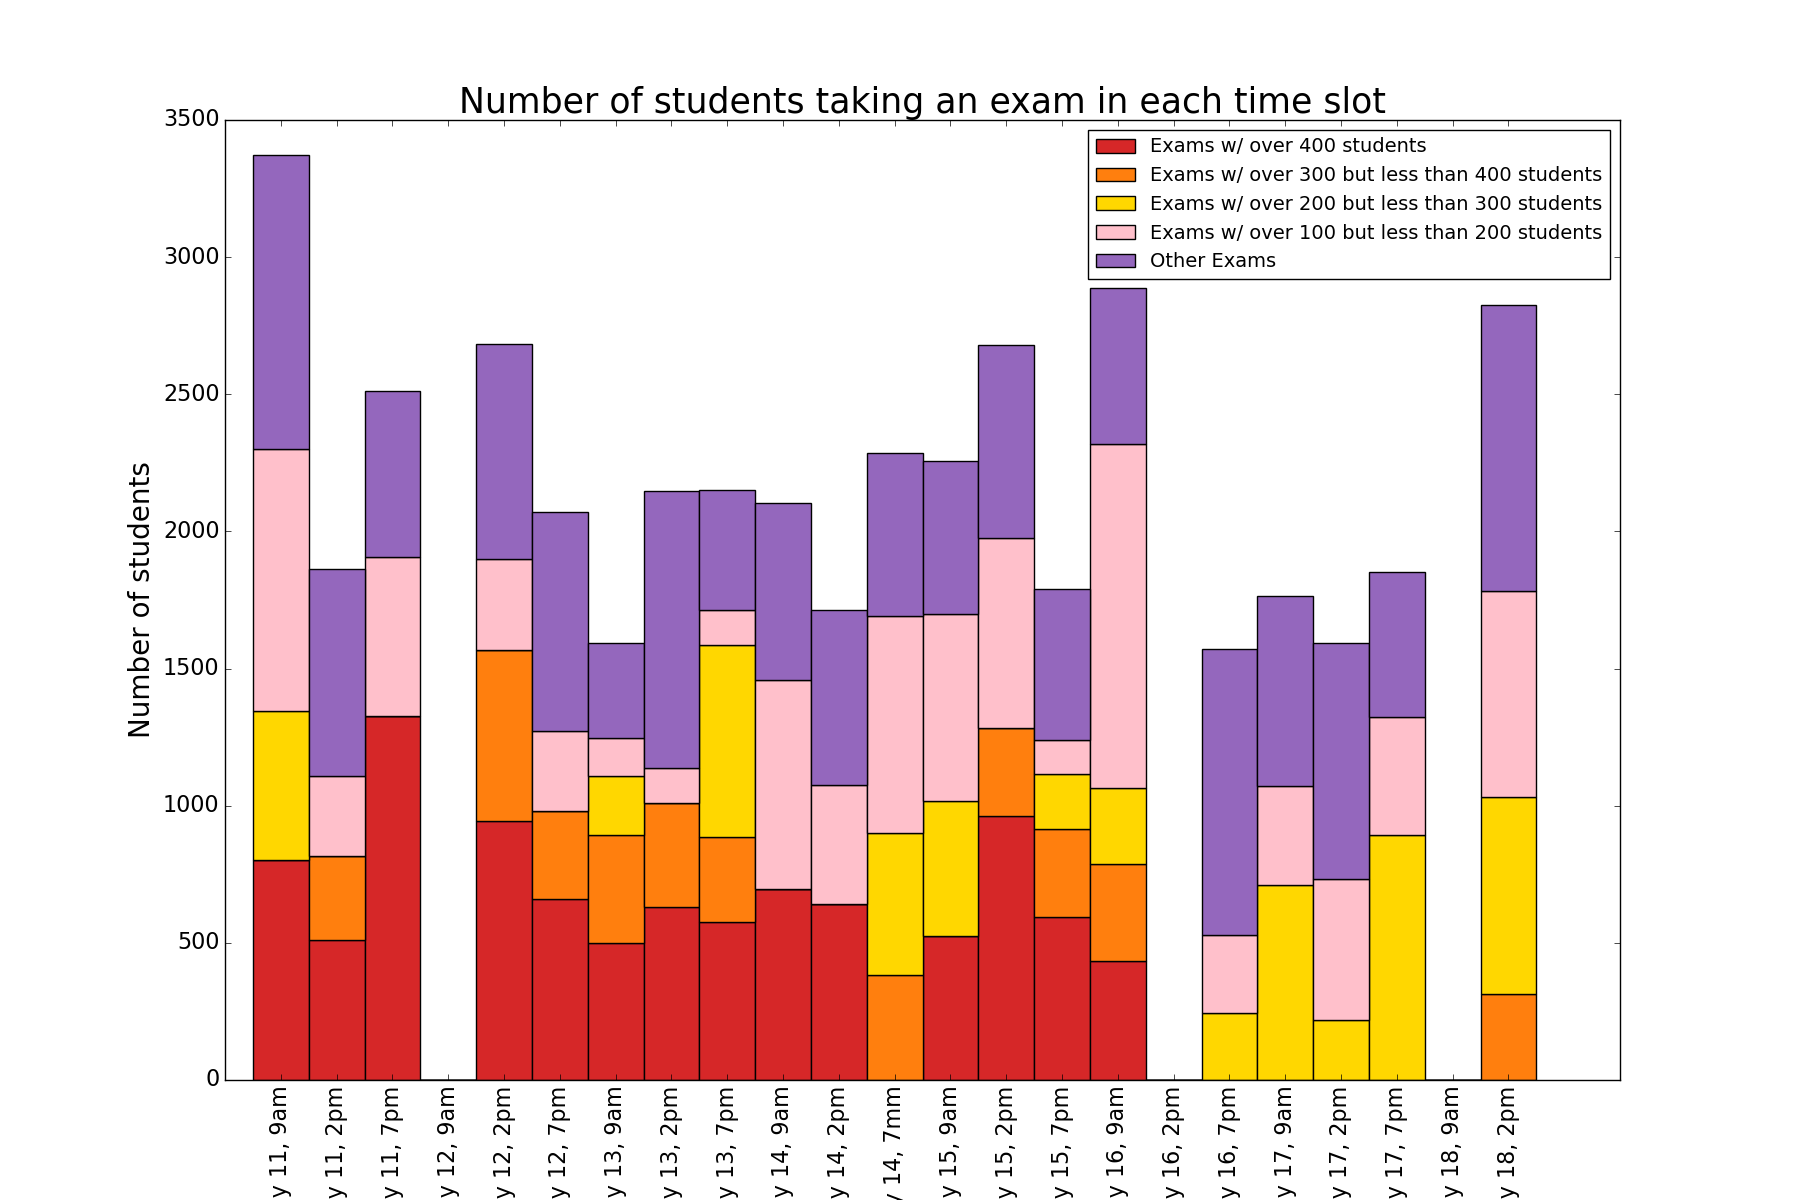 Number of students taking an exam in each time slot
Exams w/ over 400 students
Exams w/ over 300 but less than 400 students
Exams w/ over 200 but less than 300 students
Exams w/ over 100 but less than 200 students
Other Exams
Number of students
3500
3000
2500
2000
1500
1000
500
0
y 11, 9am
y 11, 2pm
y 11, 7pm
y 12, 9am
y 12, 2pm
y 12, 7pm
y 13, 9am
y 13, 2pm
y 13, 7pm
y 14, 9am
y 14, 2pm
y 14, 7mm
y 15, 9am
y 15, 2pm
y 15, 7pm
y 16, 9am
y 16, 2pm
y 16, 7pm
y 17, 9am
y 17, 2pm
y 17, 7pm
y 18, 9am
y 18, 2pm